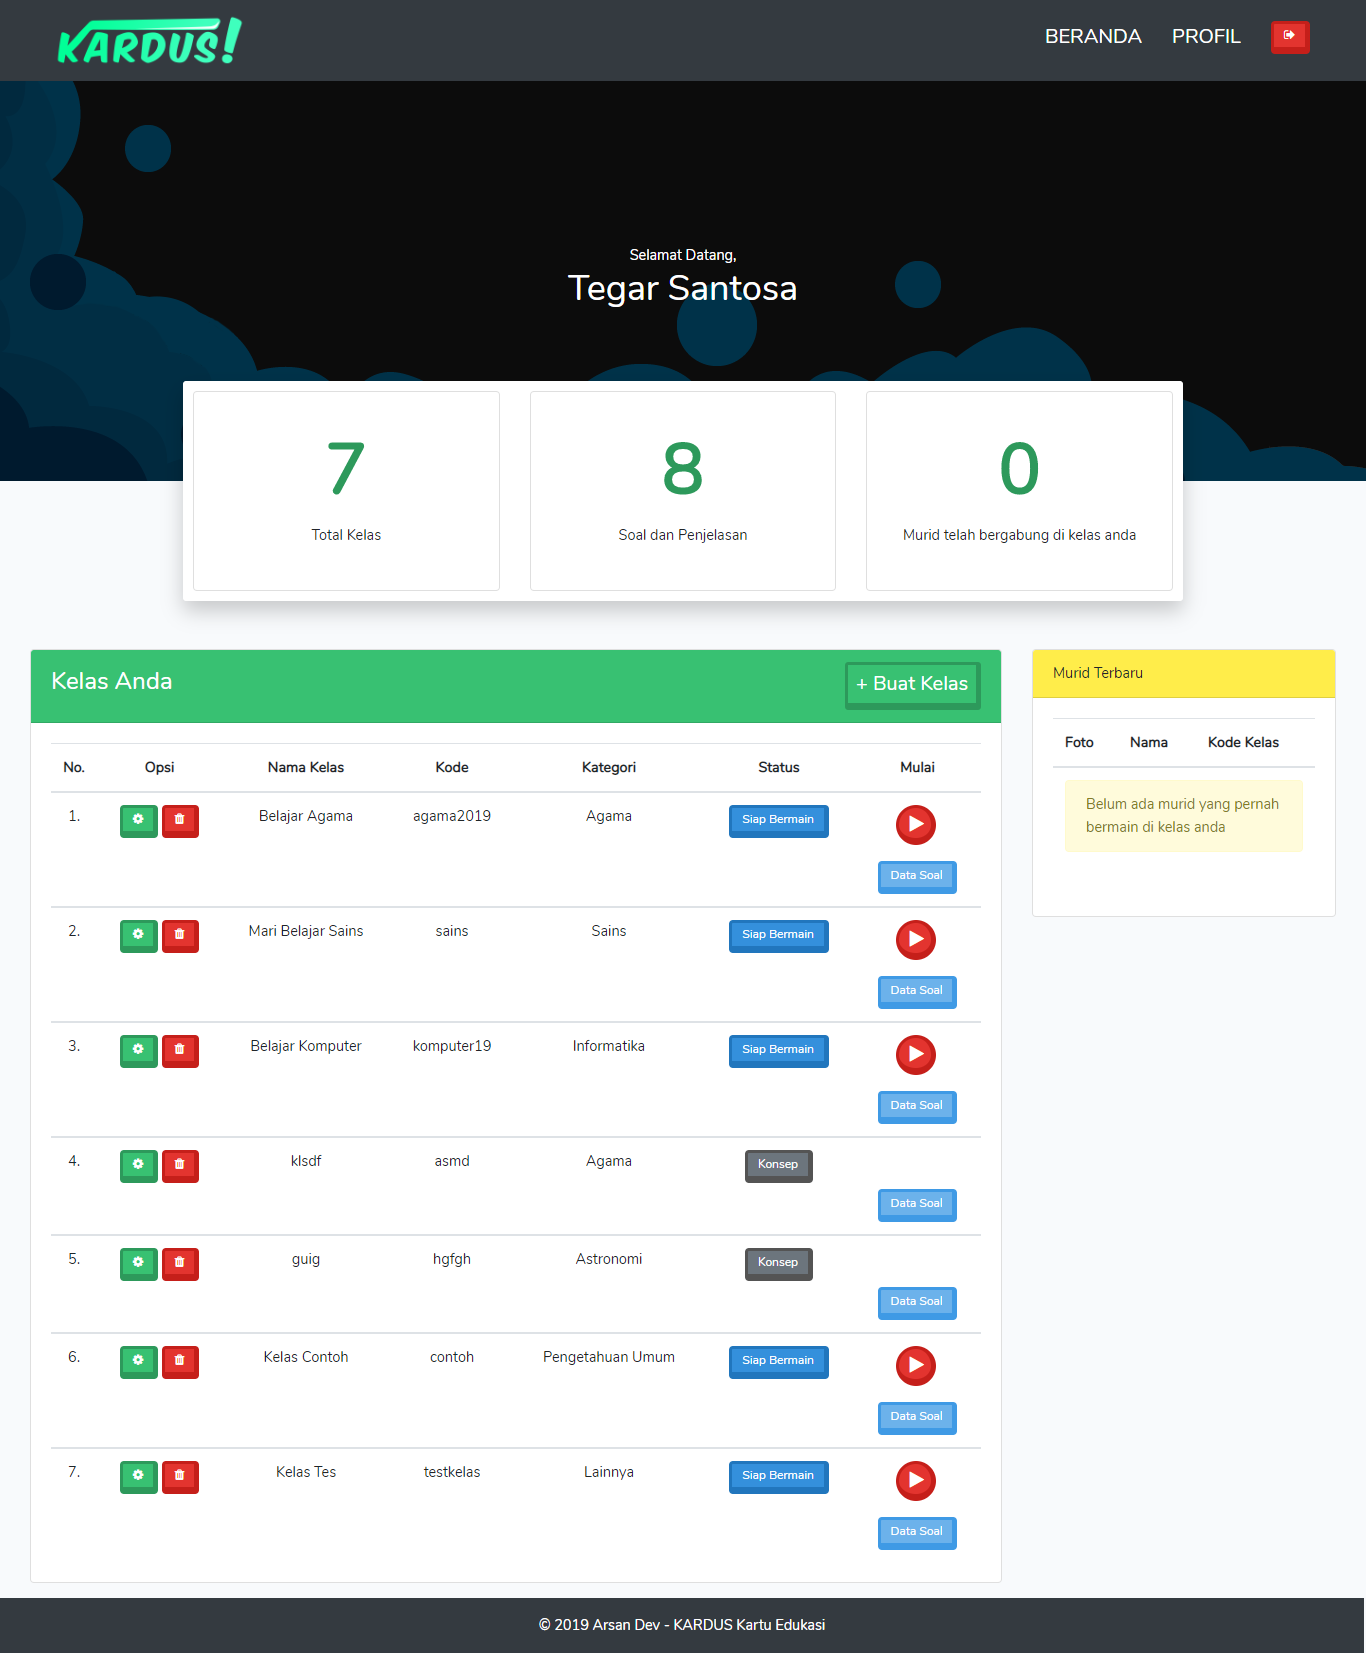 KARDUS!
BERANDA PROFIL
Selamat Datang,
Tegar Santosa
7 8 0
Total Kelas Soal dan Penjelasan Murid telah bergabung di kelas anda
Kelas Anda + Buat Kelas
No. Opsi Nama Kelas Kode Kategori Status Mulai
1. Belajar Agama agama2019 Agama Siap Bermain
Data Soal
2. Mari Belajar Sains sains Sains Siap Bermain
Data Soal
3. Belajar Komputer komputer19 Informatika Siap Bermain
Data Soal
4. klsdf asmd Agama Konsep
Data Soal
5. guig hgfgh Astronomi Konsep
Data Soal
6. Kelas Contoh contoh Pengetahuan Umum Siap Bermain
Data Soal
7. Kelas Tes testkelas Lainnya Siap Bermain
Data Soal
Murid Terbaru
Foto Nama Kode Kelas
Belum ada murid yang pernah
bermain di kelas anda
© 2019 Arsan Dev - KARDUS Kartu Edukasi